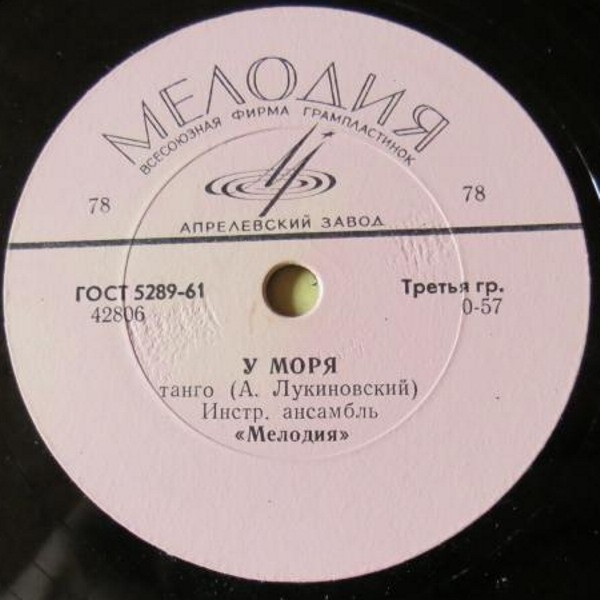 МЕЛОДИЯ
ВСЕСОЮЗНАЯ ФИРМА ГРАМПЛАСТИНОК
78 78
АПРЕЛЕВСКИЙ ЗАВОД
ГОСТ 5289-61 Третья гр.
42806 0-57
У МОРЯ
танго (А. Лукиновский)
Инстр. ансамбль
«Мелодия»